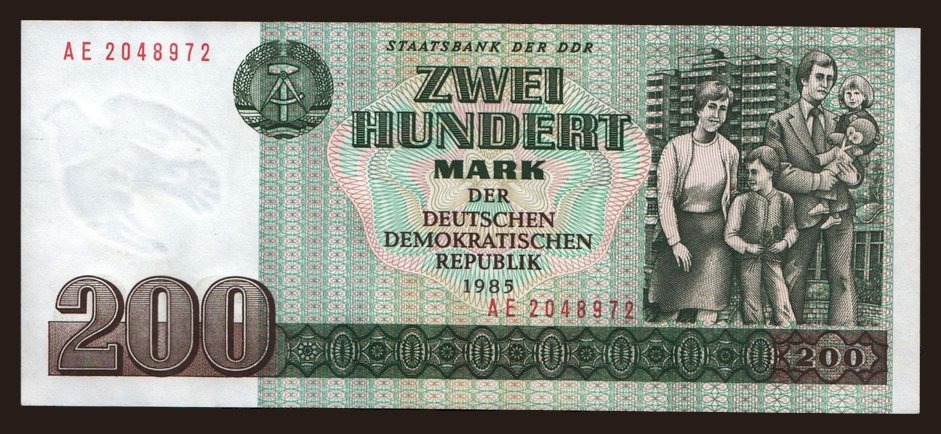 AE 2048972
STAATSBANK DER DDR
ZWEI
HUNDERT
MARK
DER
DEUTSCHEN
DEMOKRATISCHEN
REPUBLIK
1985
AE 2048972
200
200